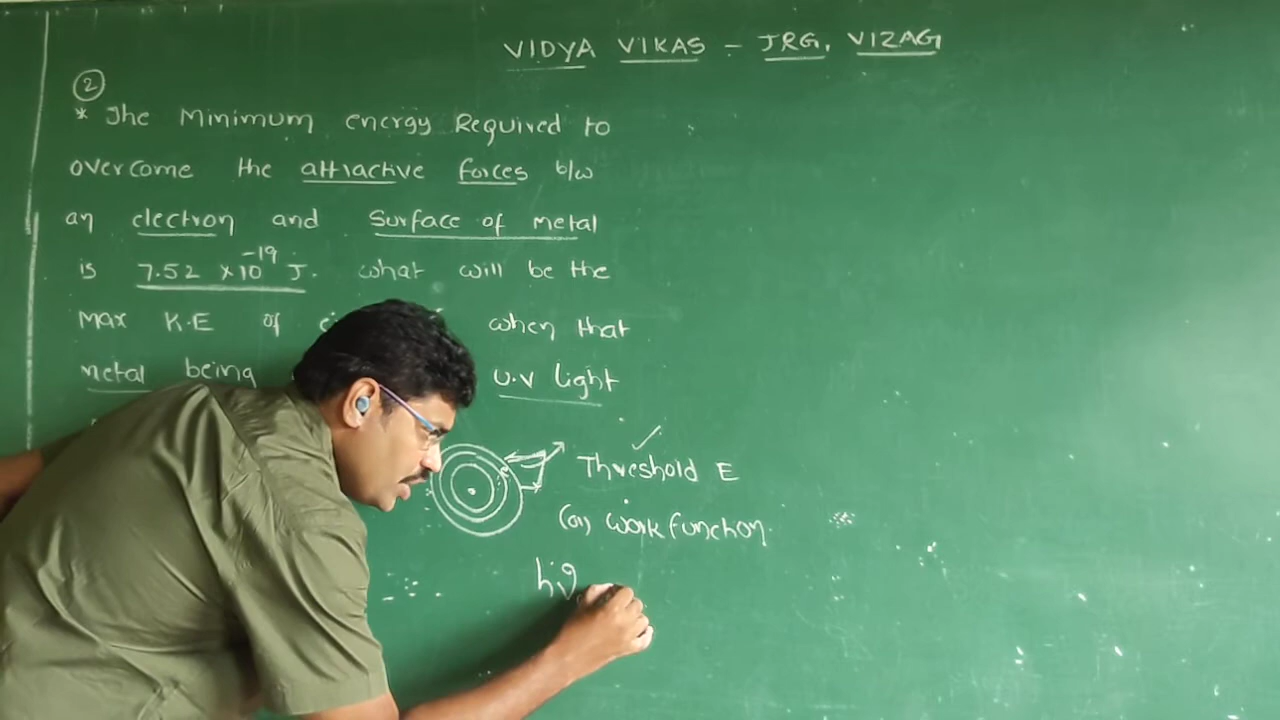 VIDYA VIKAS - JRG, VIZAG
②
* The Minimum energy Required to
overcome the attractive forces b/w
an electron and Surface of metal
is 7.52 × 10⁻¹⁹ J. what will be the
Max K.E of when that
metal being U.V light
Threshold E
(or) work function.
hν